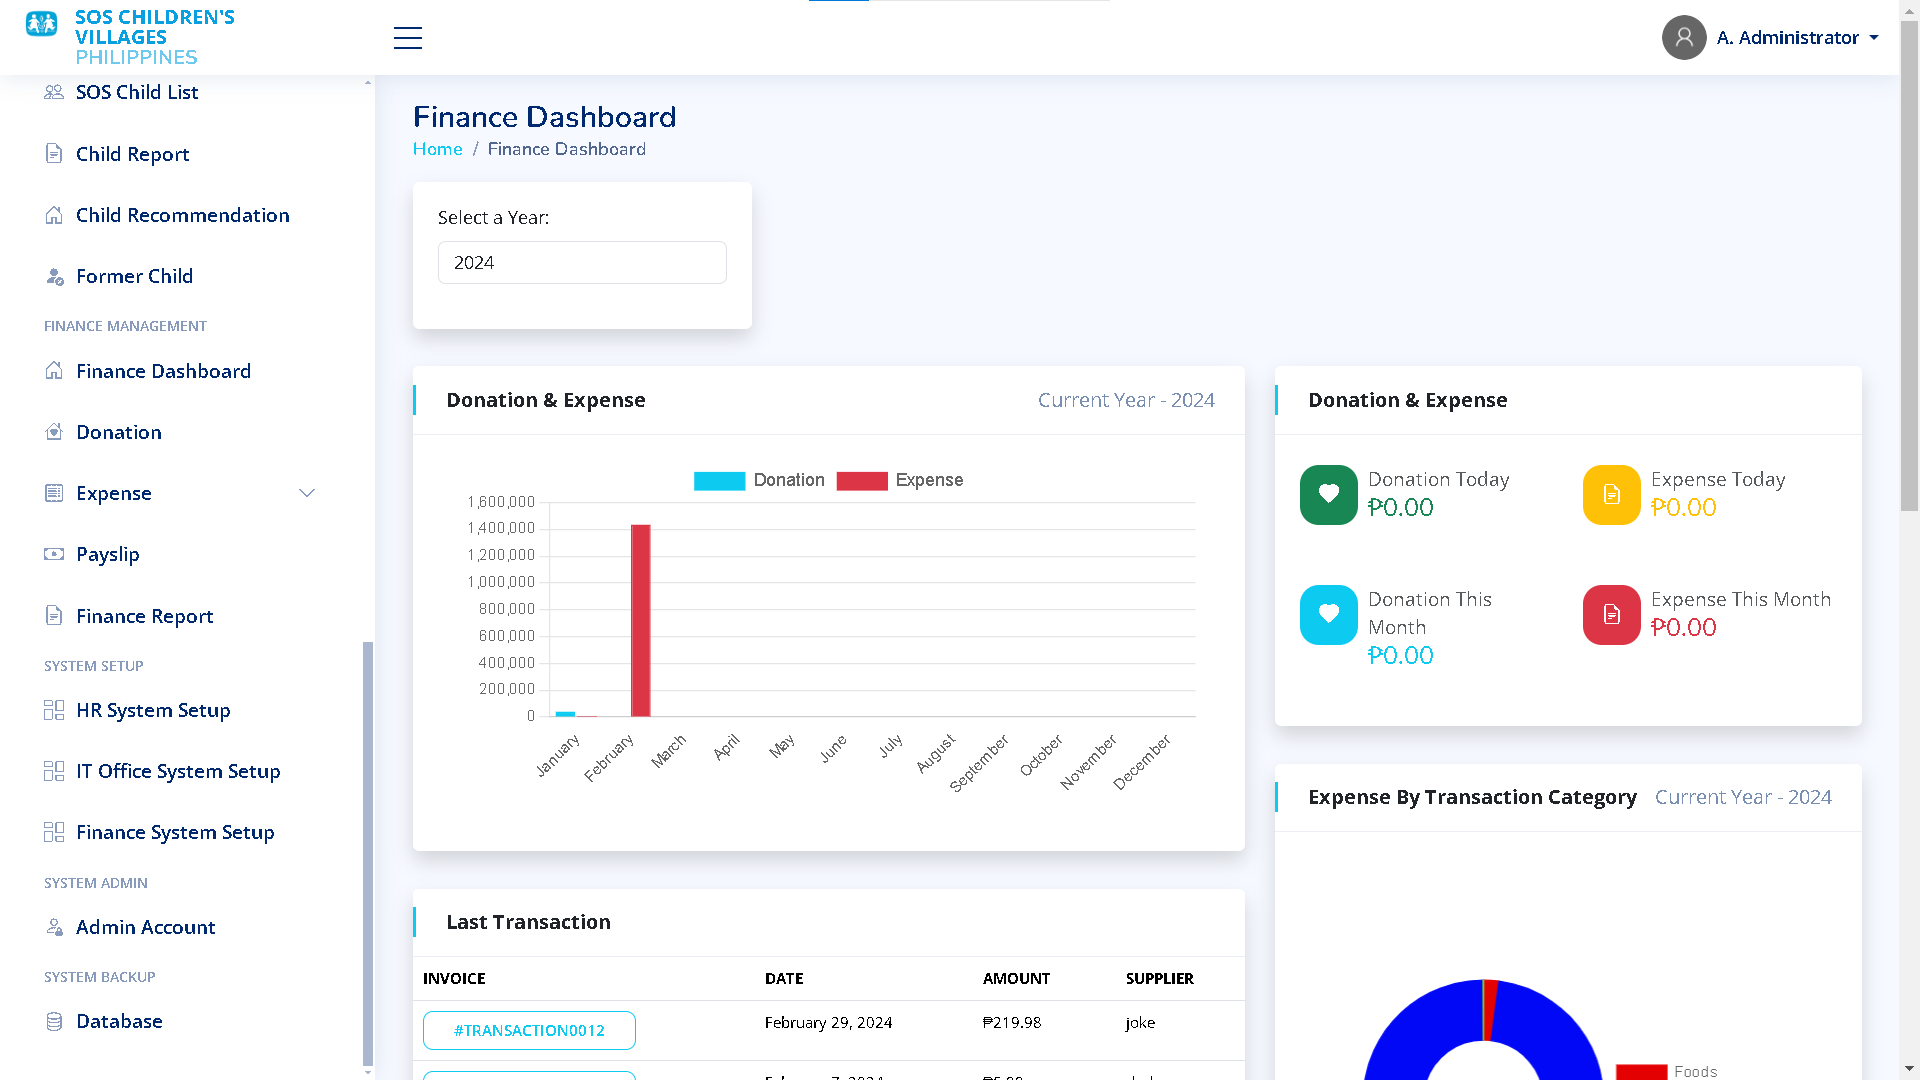 SOS CHILDREN'S
VILLAGES
PHILIPPINES
A. Administrator
SOS Child List
Child Report
Child Recommendation
Former Child
FINANCE MANAGEMENT
Finance Dashboard
Donation
Expense
Payslip
Finance Report
SYSTEM SETUP
HR System Setup
IT Office System Setup
Finance System Setup
SYSTEM ADMIN
Admin Account
SYSTEM BACKUP
Database
Finance Dashboard
Home / Finance Dashboard
Select a Year:
2024
Donation & Expense
Current Year - 2024
Donation Expense
1,600,000
1,400,000
1,200,000
1,000,000
800,000
600,000
400,000
200,000
0
January February March April May June July August September October November December
Donation & Expense
Donation Today
₱0.00
Expense Today
₱0.00
Donation This
Month
₱0.00
Expense This Month
₱0.00
Expense By Transaction Category
Current Year - 2024
Foods
Last Transaction
INVOICE DATE AMOUNT SUPPLIER
#TRANSACTION0012 February 29, 2024 ₱219.98 joke